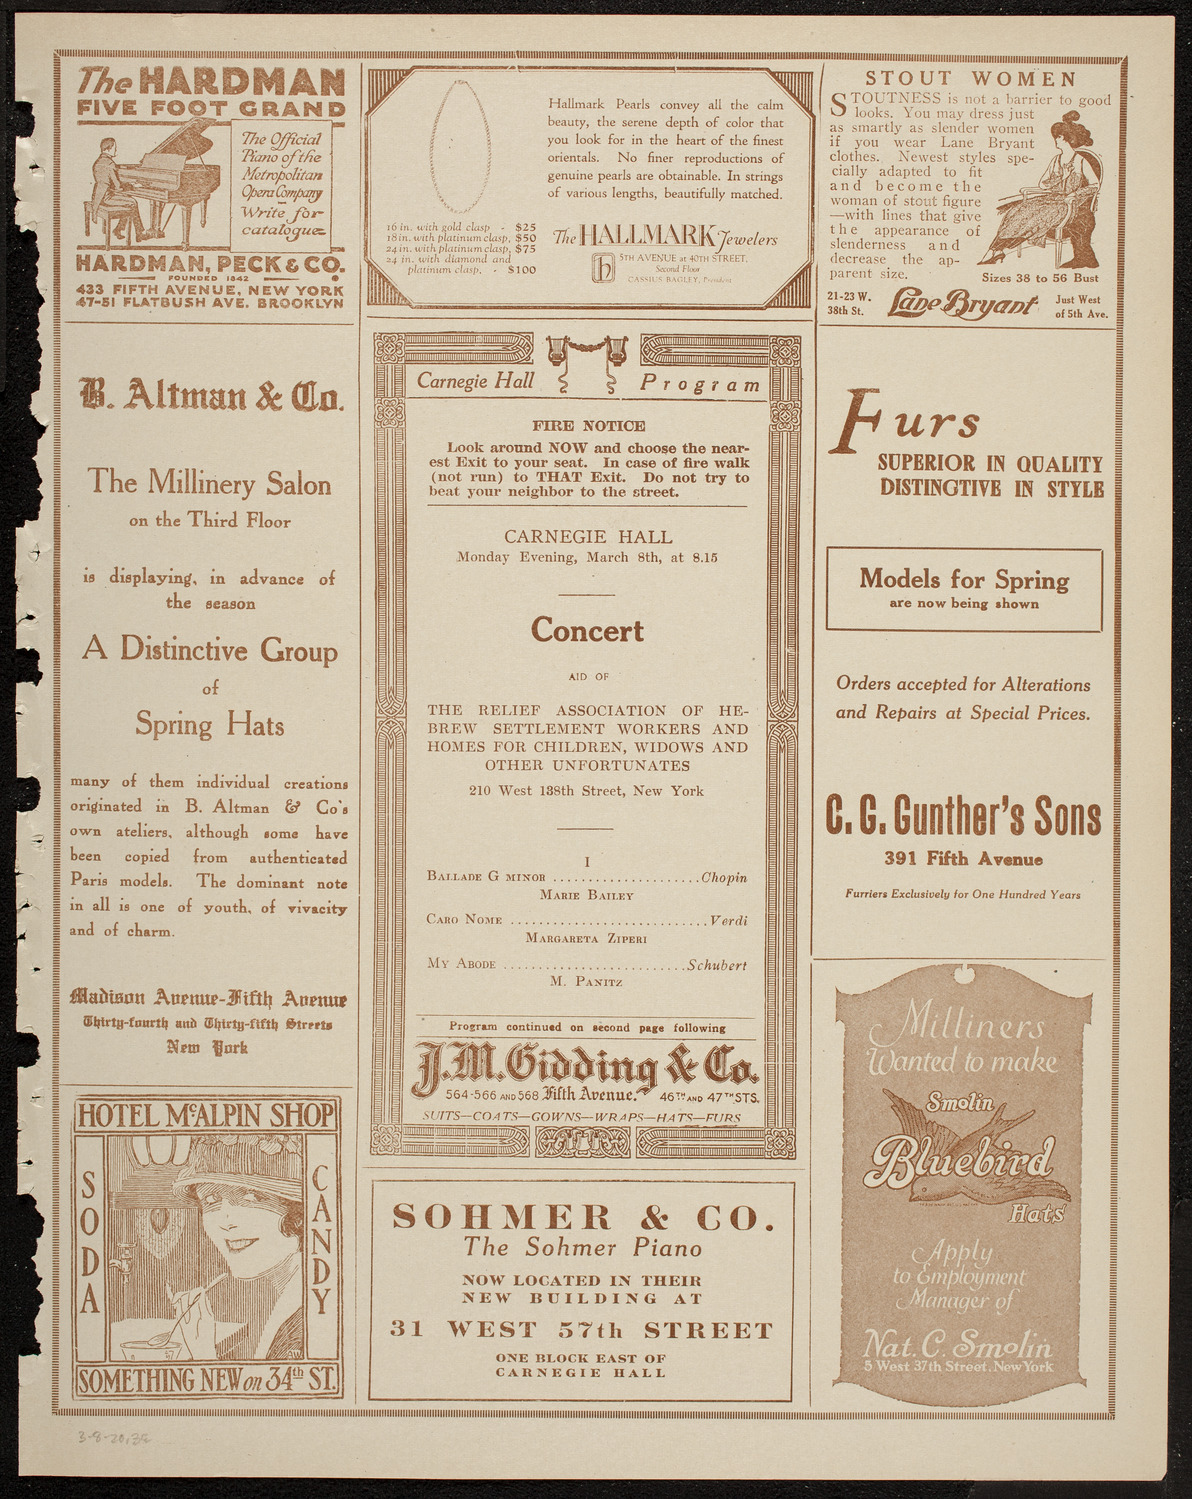 The HARDMAN
FIVE FOOT GRAND
The Official
Piano of the
Metropolitan
Opera Company
Write for
catalogue
HARDMAN, PECK & CO.
FOUNDED 1842
433 FIFTH AVENUE, NEW YORK
47-51 FLATBUSH AVE. BROOKLYN
B. Altman & Co.
The Millinery Salon
on the Third Floor
is displaying, in advance of
the season
A Distinctive Group
of
Spring Hats
many of them individual creations
originated in B. Altman & Co's
own ateliers, although some have
been copied from authenticated
Paris models. The dominant note
in all is one of youth, of vivacity
and of charm.
Madison Avenue-Fifth Avenue
Thirty-fourth and Thirty-fifth Streets
New York
HOTEL McALPIN SHOP
SODA
CANDY
SOMETHING NEW on 34th ST.
Hallmark Pearls convey all the calm
beauty, the serene depth of color that
you look for in the heart of the finest
orientals. No finer reproductions of
genuine pearls are obtainable. In strings
of various lengths, beautifully matched.
16 in. with gold clasp - $25
18 in. with platinum clasp, $50
24 in. with platinum clasp, $75
24 in. with diamond and
platinum clasp. - $100
The HALLMARK Jewelers
5TH AVENUE at 40TH STREET.
Second Floor
CASSIUS BAGLEY, President
Carnegie Hall Program
FIRE NOTICE
Look around NOW and choose the near-
est Exit to your seat. In case of fire walk
(not run) to THAT Exit. Do not try to
beat your neighbor to the street.
CARNEGIE HALL
Monday Evening, March 8th, at 8.15
Concert
AID OF
THE RELIEF ASSOCIATION OF HE-
BREW SETTLEMENT WORKERS AND
HOMES FOR CHILDREN, WIDOWS AND
OTHER UNFORTUNATES
210 West 138th Street, New York
I
BALLADE G MINOR ....................Chopin
MARIE BAILEY
CARO NOME ...........................Verdi
MARGARETA ZIPERI
MY ABODE .........................Schubert
M. PANITZ
Program continued on second page following
J. M. Gidding & Co.
564-566 AND 568 Fifth Avenue. 46TH AND 47TH STS.
SUITS—COATS—GOWNS—WRAPS—HATS—FURS
SOHMER & CO.
The Sohmer Piano
NOW LOCATED IN THEIR
NEW BUILDING AT
31 WEST 57th STREET
ONE BLOCK EAST OF
CARNEGIE HALL
STOUT WOMEN
STOUTNESS is not a barrier to good
looks. You may dress just
as smartly as slender women
if you wear Lane Bryant
clothes. Newest styles spe-
cially adapted to fit
and become the
woman of stout figure
—with lines that give
the appearance of
slenderness and
decrease the ap-
parent size.
Sizes 38 to 56 Bust
21-23 W.
38th St.
Lane Bryant
Just West
of 5th Ave.
Furs
SUPERIOR IN QUALITY
DISTINCTIVE IN STYLE
Models for Spring
are now being shown
Orders accepted for Alterations
and Repairs at Special Prices.
C. G. Gunther's Sons
391 Fifth Avenue
Furriers Exclusively for One Hundred Years
Milliners
Wanted to make
Smolin
Bluebird
Hats
Apply
to Employment
Manager of
Nat. C. Smolin
5 West 37th Street, New York